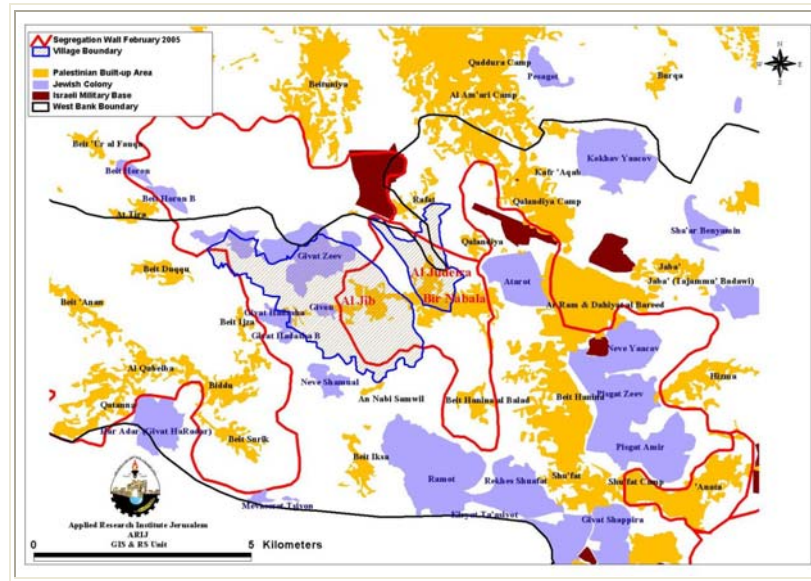 Segregation Wall February 2005
Village Boundary
Palestinian Built-up Area
Jewish Colony
Israeli Military Base
West Bank Boundary
N
Beituniya
Quddura Camp
Psagot
Burqa
Al Am'ari Camp
Beit 'Ur al Fauqa
Beit Horon
Beit Horon B
At Tira
Rafat
Kafr 'Aqab
Kokhav Yaacov
Qalandiya Camp
Sha'ar Benyamin
Qalandiya
Givat Zeev
Beit Duqqu
Al Judeira
Atarot
Jaba'
Jaba' (Tajammu' Badawi)
Beit 'Anan
Al Jib
Bir Nabala
Givon
Givat Hadasha
Beit Ijza
Givat Hadasha B
Ar Ram & Dahiyat al Bareed
Neve Yaacov
Al Qubeiba
Biddu
Neve Shamual
An Nabi Samwil
Beit Hanina al Balad
Beit Hanina
Pisgat Zeev
Hizma
Qatanna
Har Adar (Givat HaRadar)
Beit Surik
Beit Iksa
Pisgat Amir
Ramot
Rekhes Shuafat
Shu'fat
Shu'fat Camp
'Anata
Givat Shappira
Applied Research Institute Jerusalem
ARIJ
GIS & RS Unit
0 5 Kilometers